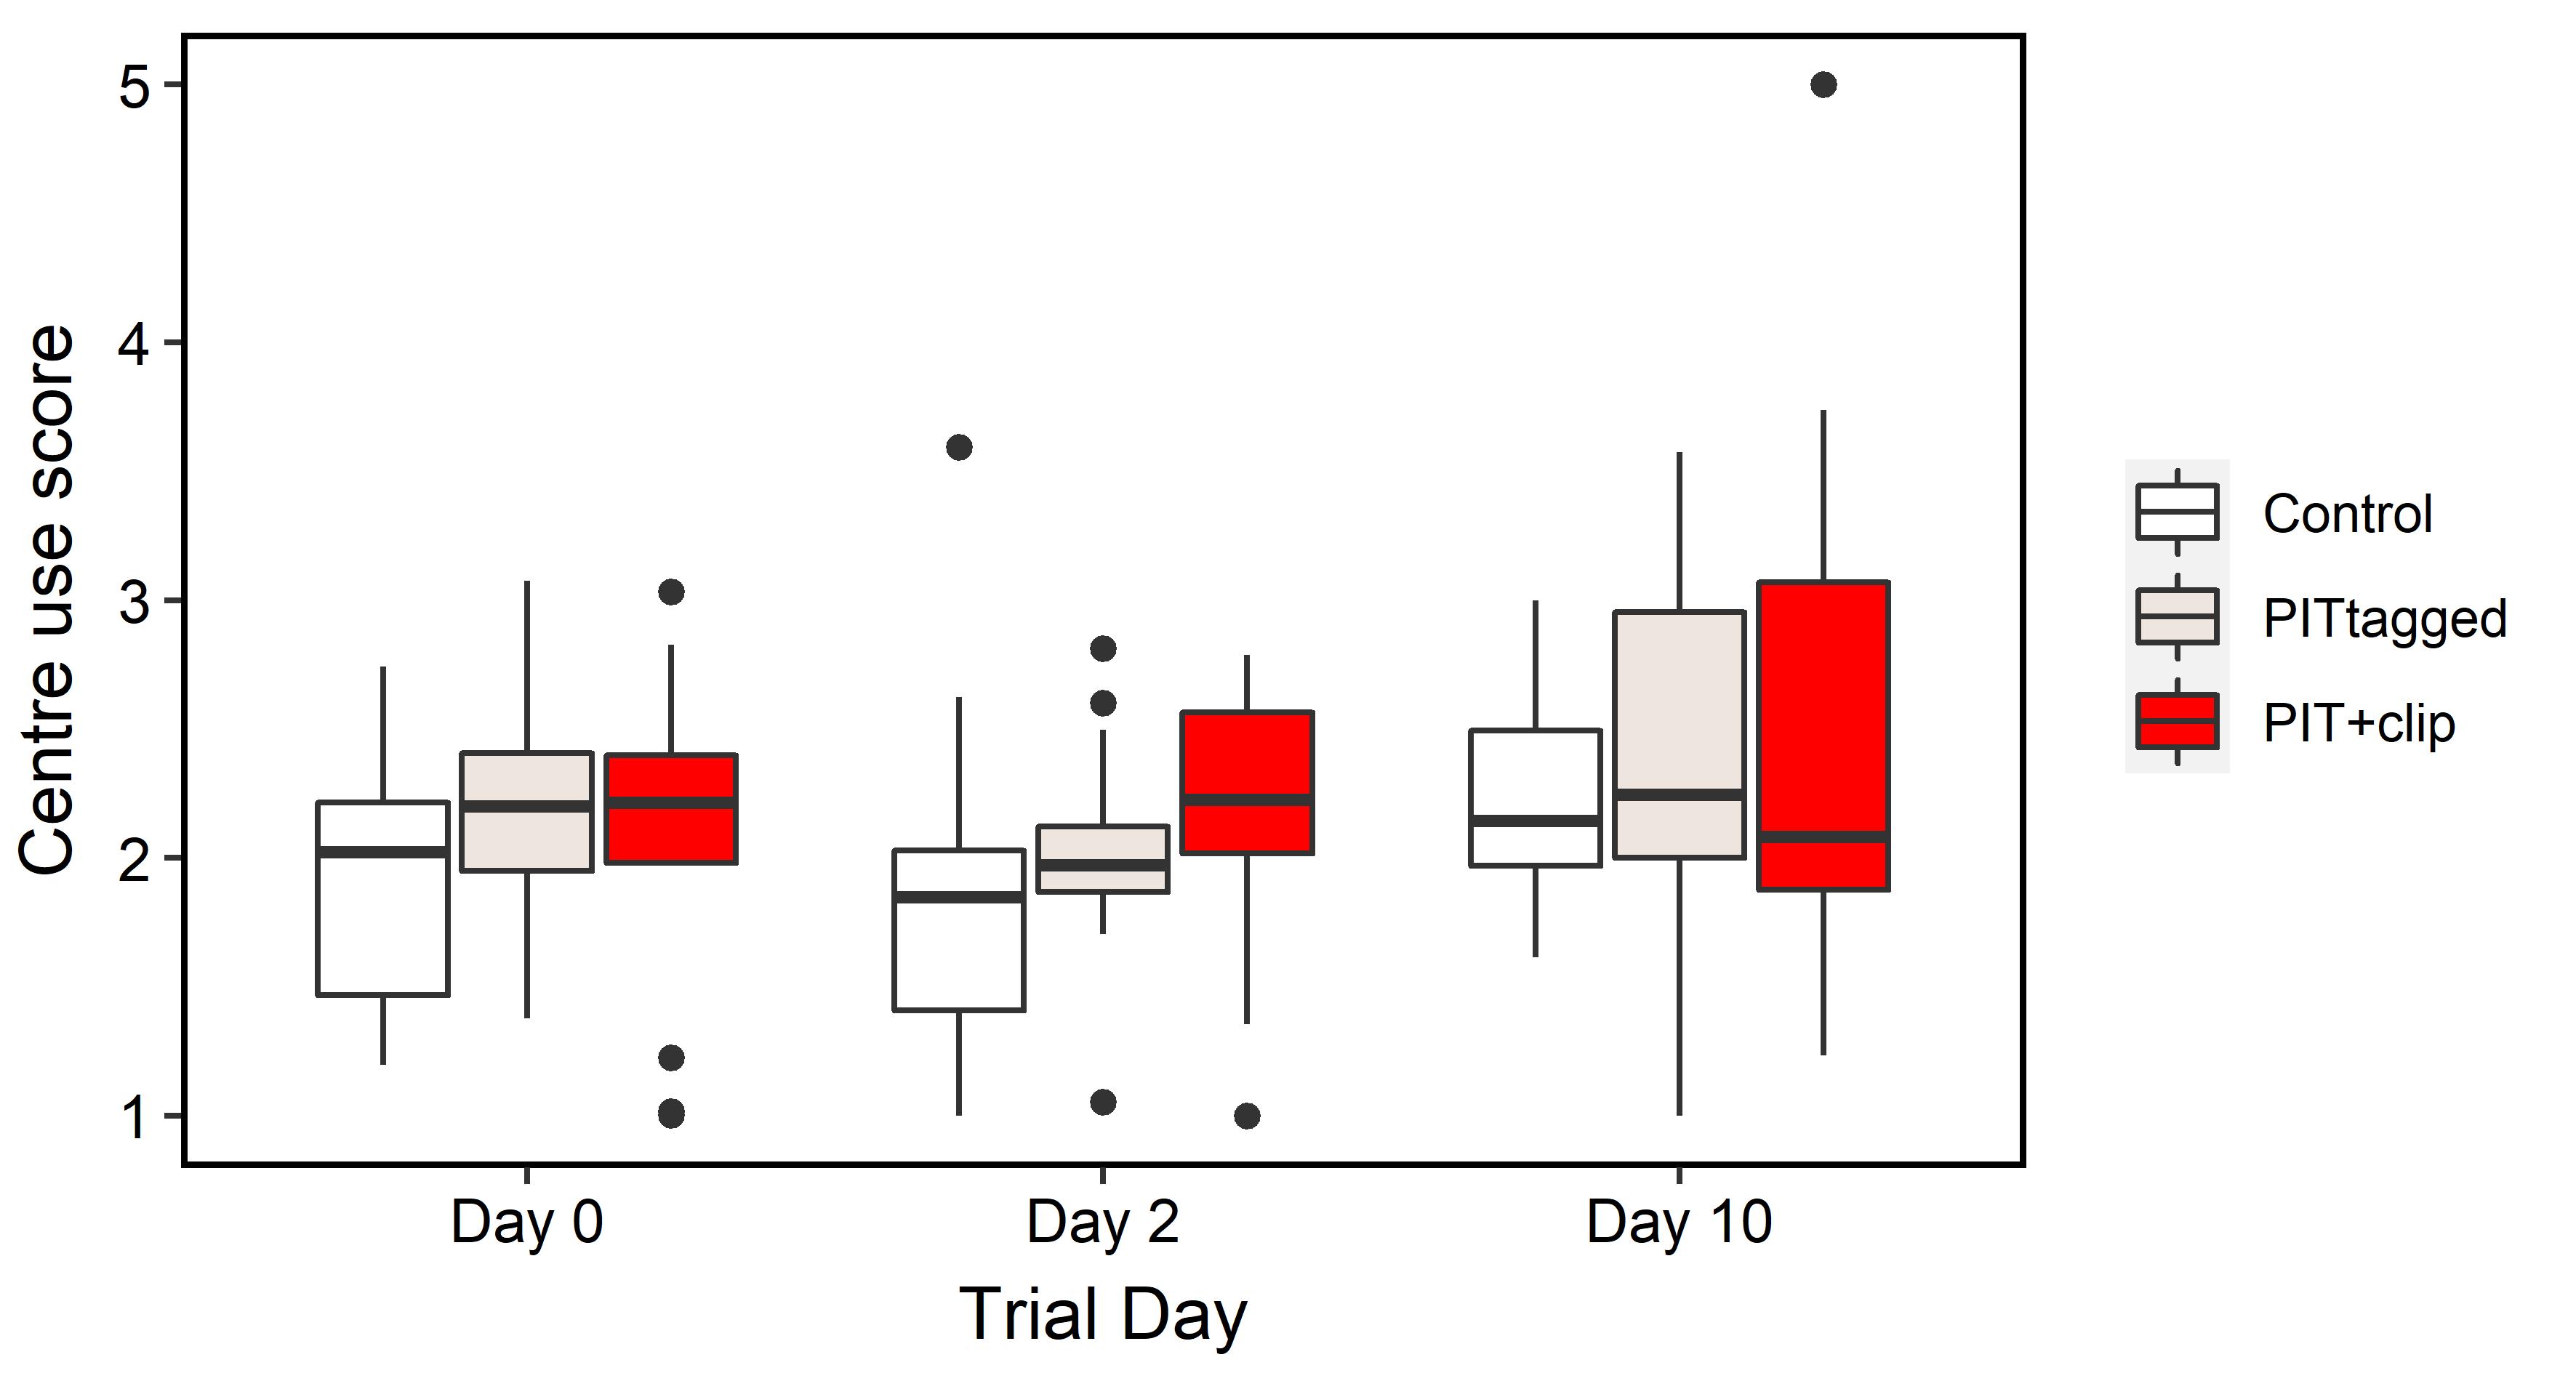 Centre use score
5
4
3
2
1
Day 0
Day 2
Day 10
Trial Day
Control
PITtagged
PIT+clip